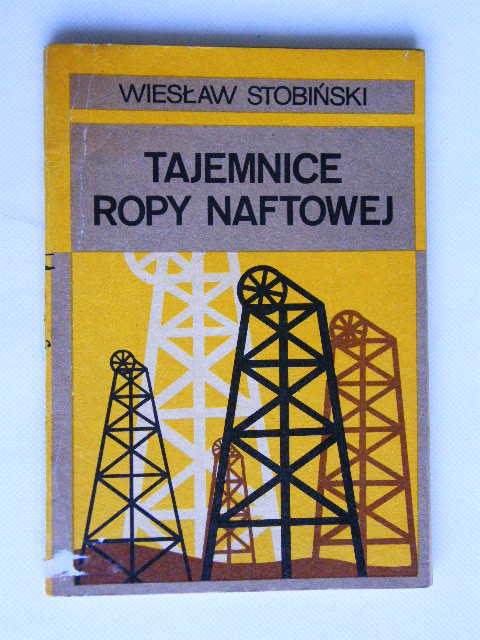 WIESŁAW STOBIŃSKI
TAJEMNICE
ROPY NAFTOWEJ